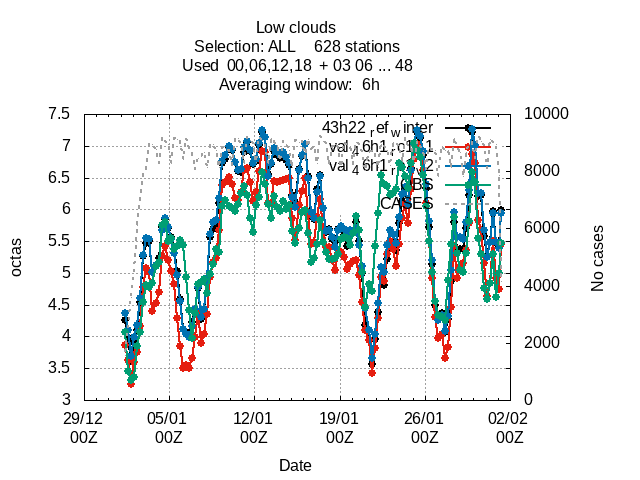 Low clouds
Selection: ALL 628 stations
Used 00,06,12,18 + 03 06 ... 48
Averaging window: 6h
7.5
7
6.5
6
5.5
5
4.5
4
3.5
3
octas
10000
8000
6000
4000
2000
0
No cases
43h22_ref_winter
CASES
29/12 05/01 12/01 19/01 26/01 02/02
00Z 00Z 00Z 00Z 00Z 00Z
Date